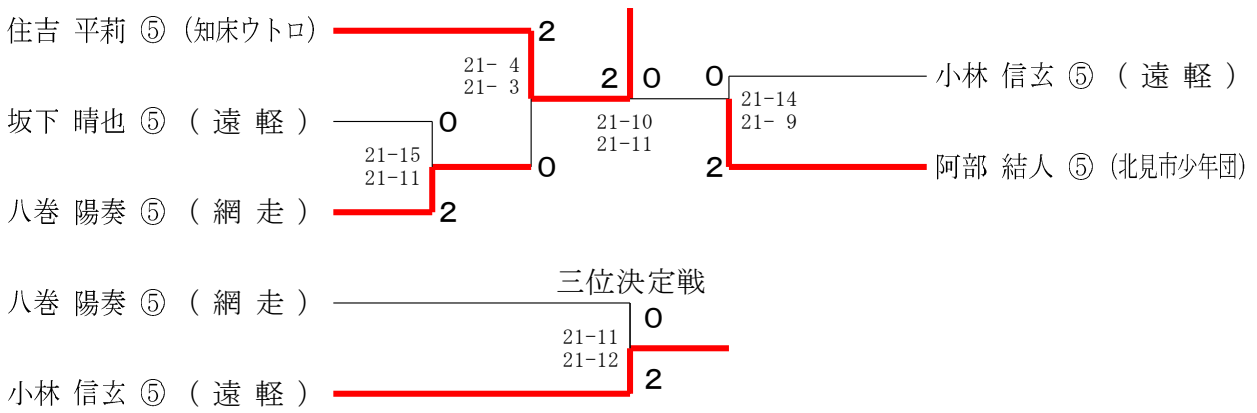 住吉 平莉 ⑤ (知床ウトロ)
2
21- 4
21- 3
2 0
0
小林 信玄 ⑤ ( 遠 軽 )
21-14
21- 9
坂下 晴也 ⑤ ( 遠 軽 )
0
21-10
21-11
21-15
21-11
0
2
阿部 結人 ⑤ (北見市少年団)
八巻 陽奏 ⑤ ( 網 走 )
2
三位決定戦
八巻 陽奏 ⑤ ( 網 走 )
0
21-11
21-12
2
小林 信玄 ⑤ ( 遠 軽 )